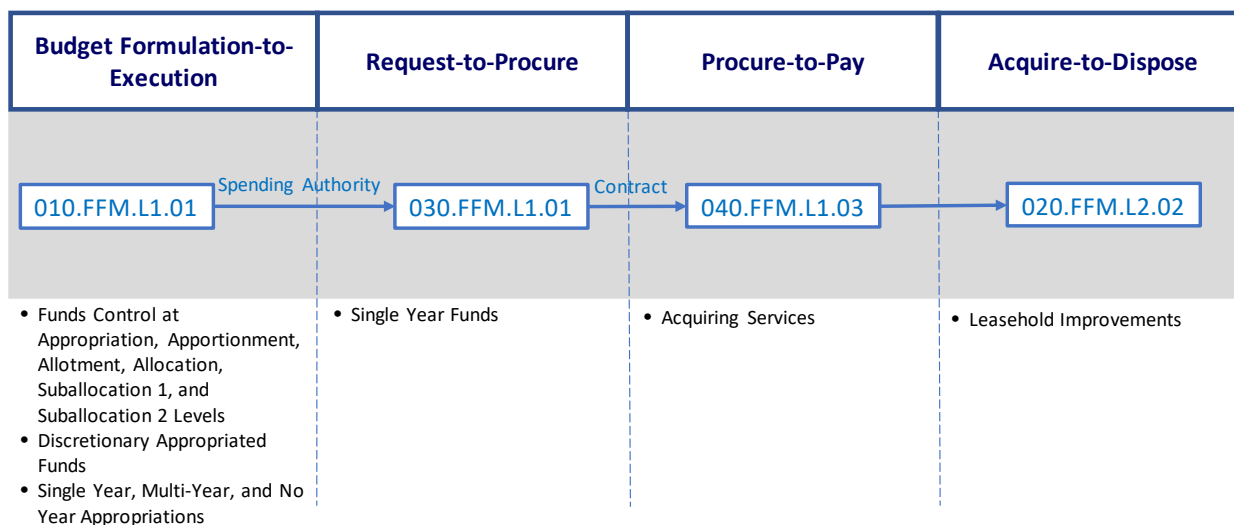 Budget Formulation-to-
Execution
Request-to-Procure
Procure-to-Pay
Acquire-to-Dispose
010.FFM.L1.01
Spending Authority
030.FFM.L1.01
Contract
040.FFM.L1.03
020.FFM.L2.02
• Funds Control at
Appropriation, Apportionment,
Allotment, Allocation,
Suballocation 1, and
Suballocation 2 Levels
• Discretionary Appropriated
Funds
• Single Year, Multi-Year, and No
Year Appropriations
• Single Year Funds
• Acquiring Services
• Leasehold Improvements